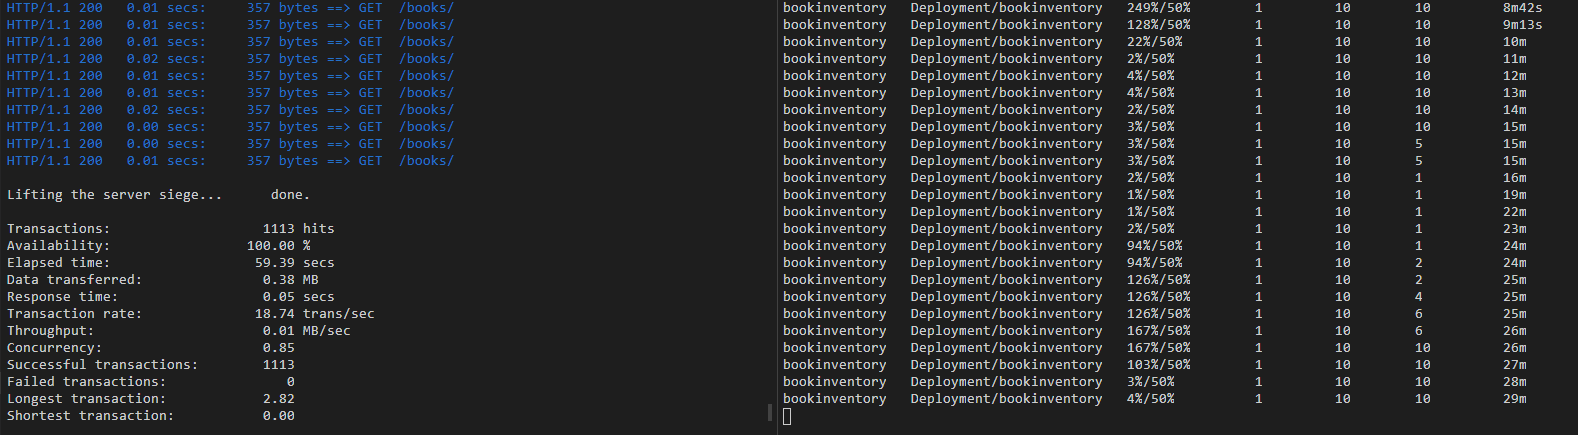 HTTP/1.1 200   0.01 secs:     357 bytes ==> GET  /books/
HTTP/1.1 200   0.01 secs:     357 bytes ==> GET  /books/
HTTP/1.1 200   0.01 secs:     357 bytes ==> GET  /books/
HTTP/1.1 200   0.02 secs:     357 bytes ==> GET  /books/
HTTP/1.1 200   0.01 secs:     357 bytes ==> GET  /books/
HTTP/1.1 200   0.01 secs:     357 bytes ==> GET  /books/
HTTP/1.1 200   0.02 secs:     357 bytes ==> GET  /books/
HTTP/1.1 200   0.00 secs:     357 bytes ==> GET  /books/
HTTP/1.1 200   0.00 secs:     357 bytes ==> GET  /books/
HTTP/1.1 200   0.01 secs:     357 bytes ==> GET  /books/
Lifting the server siege...      done.
Transactions:                   1113 hits
Availability:                 100.00 %
Elapsed time:                  59.39 secs
Data transferred:               0.38 MB
Response time:                  0.05 secs
Transaction rate:              18.74 trans/sec
Throughput:                     0.01 MB/sec
Concurrency:                    0.85
Successful transactions:        1113
Failed transactions:               0
Longest transaction:            2.82
Shortest transaction:           0.00
bookinventory   Deployment/bookinventory   249%/50%   1   10   10   8m42s
bookinventory   Deployment/bookinventory   128%/50%   1   10   10   9m13s
bookinventory   Deployment/bookinventory   22%/50%   1   10   10   10m
bookinventory   Deployment/bookinventory   2%/50%   1   10   10   11m
bookinventory   Deployment/bookinventory   4%/50%   1   10   10   12m
bookinventory   Deployment/bookinventory   4%/50%   1   10   10   13m
bookinventory   Deployment/bookinventory   2%/50%   1   10   10   14m
bookinventory   Deployment/bookinventory   3%/50%   1   10   10   15m
bookinventory   Deployment/bookinventory   3%/50%   1   10   5   15m
bookinventory   Deployment/bookinventory   3%/50%   1   10   5   15m
bookinventory   Deployment/bookinventory   2%/50%   1   10   1   16m
bookinventory   Deployment/bookinventory   1%/50%   1   10   1   19m
bookinventory   Deployment/bookinventory   1%/50%   1   10   1   22m
bookinventory   Deployment/bookinventory   2%/50%   1   10   1   23m
bookinventory   Deployment/bookinventory   94%/50%   1   10   1   24m
bookinventory   Deployment/bookinventory   94%/50%   1   10   2   24m
bookinventory   Deployment/bookinventory   126%/50%   1   10   2   25m
bookinventory   Deployment/bookinventory   126%/50%   1   10   4   25m
bookinventory   Deployment/bookinventory   126%/50%   1   10   6   25m
bookinventory   Deployment/bookinventory   167%/50%   1   10   6   26m
bookinventory   Deployment/bookinventory   167%/50%   1   10   10   26m
bookinventory   Deployment/bookinventory   103%/50%   1   10   10   27m
bookinventory   Deployment/bookinventory   3%/50%   1   10   10   28m
bookinventory   Deployment/bookinventory   4%/50%   1   10   10   29m